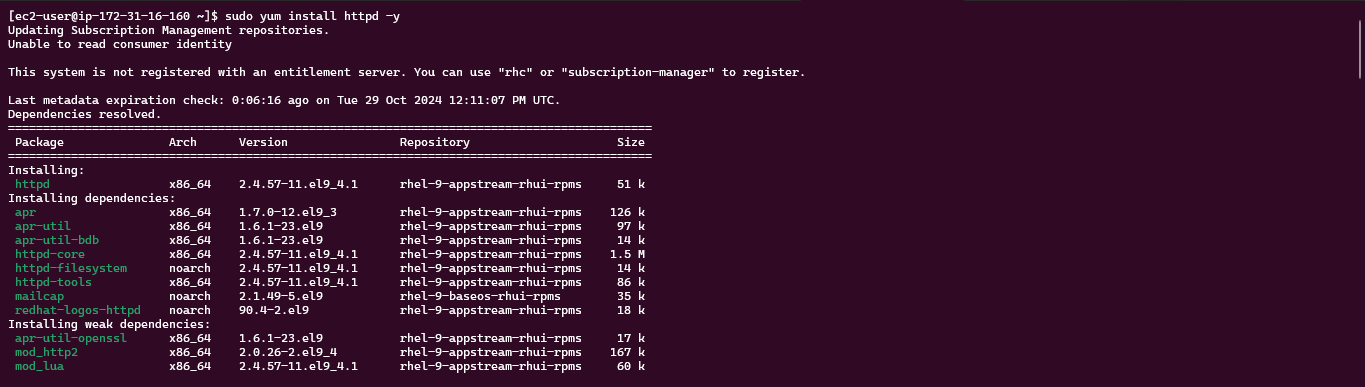 [ec2-user@ip-172-31-16-160 ~]$ sudo yum install httpd -y
Updating Subscription Management repositories.
Unable to read consumer identity
This system is not registered with an entitlement server. You can use "rhc" or "subscription-manager" to register.
Last metadata expiration check: 0:06:16 ago on Tue 29 Oct 2024 12:11:07 PM UTC.
Dependencies resolved.
================================================================================
Package Arch Version Repository Size
================================================================================
Installing:
httpd x86_64 2.4.57-11.el9_4.1 rhel-9-appstream-rhui-rpms 51 k
Installing dependencies:
apr x86_64 1.7.0-12.el9_3 rhel-9-appstream-rhui-rpms 126 k
apr-util x86_64 1.6.1-23.el9 rhel-9-appstream-rhui-rpms 97 k
apr-util-bdb x86_64 1.6.1-23.el9 rhel-9-appstream-rhui-rpms 14 k
httpd-core x86_64 2.4.57-11.el9_4.1 rhel-9-appstream-rhui-rpms 1.5 M
httpd-filesystem noarch 2.4.57-11.el9_4.1 rhel-9-appstream-rhui-rpms 14 k
httpd-tools x86_64 2.4.57-11.el9_4.1 rhel-9-appstream-rhui-rpms 86 k
mailcap noarch 2.1.49-5.el9 rhel-9-baseos-rhui-rpms 35 k
redhat-logos-httpd noarch 90.4-2.el9 rhel-9-appstream-rhui-rpms 18 k
Installing weak dependencies:
apr-util-openssl x86_64 1.6.1-23.el9 rhel-9-appstream-rhui-rpms 17 k
mod_http2 x86_64 2.0.26-2.el9_4 rhel-9-appstream-rhui-rpms 167 k
mod_lua x86_64 2.4.57-11.el9_4.1 rhel-9-appstream-rhui-rpms 60 k